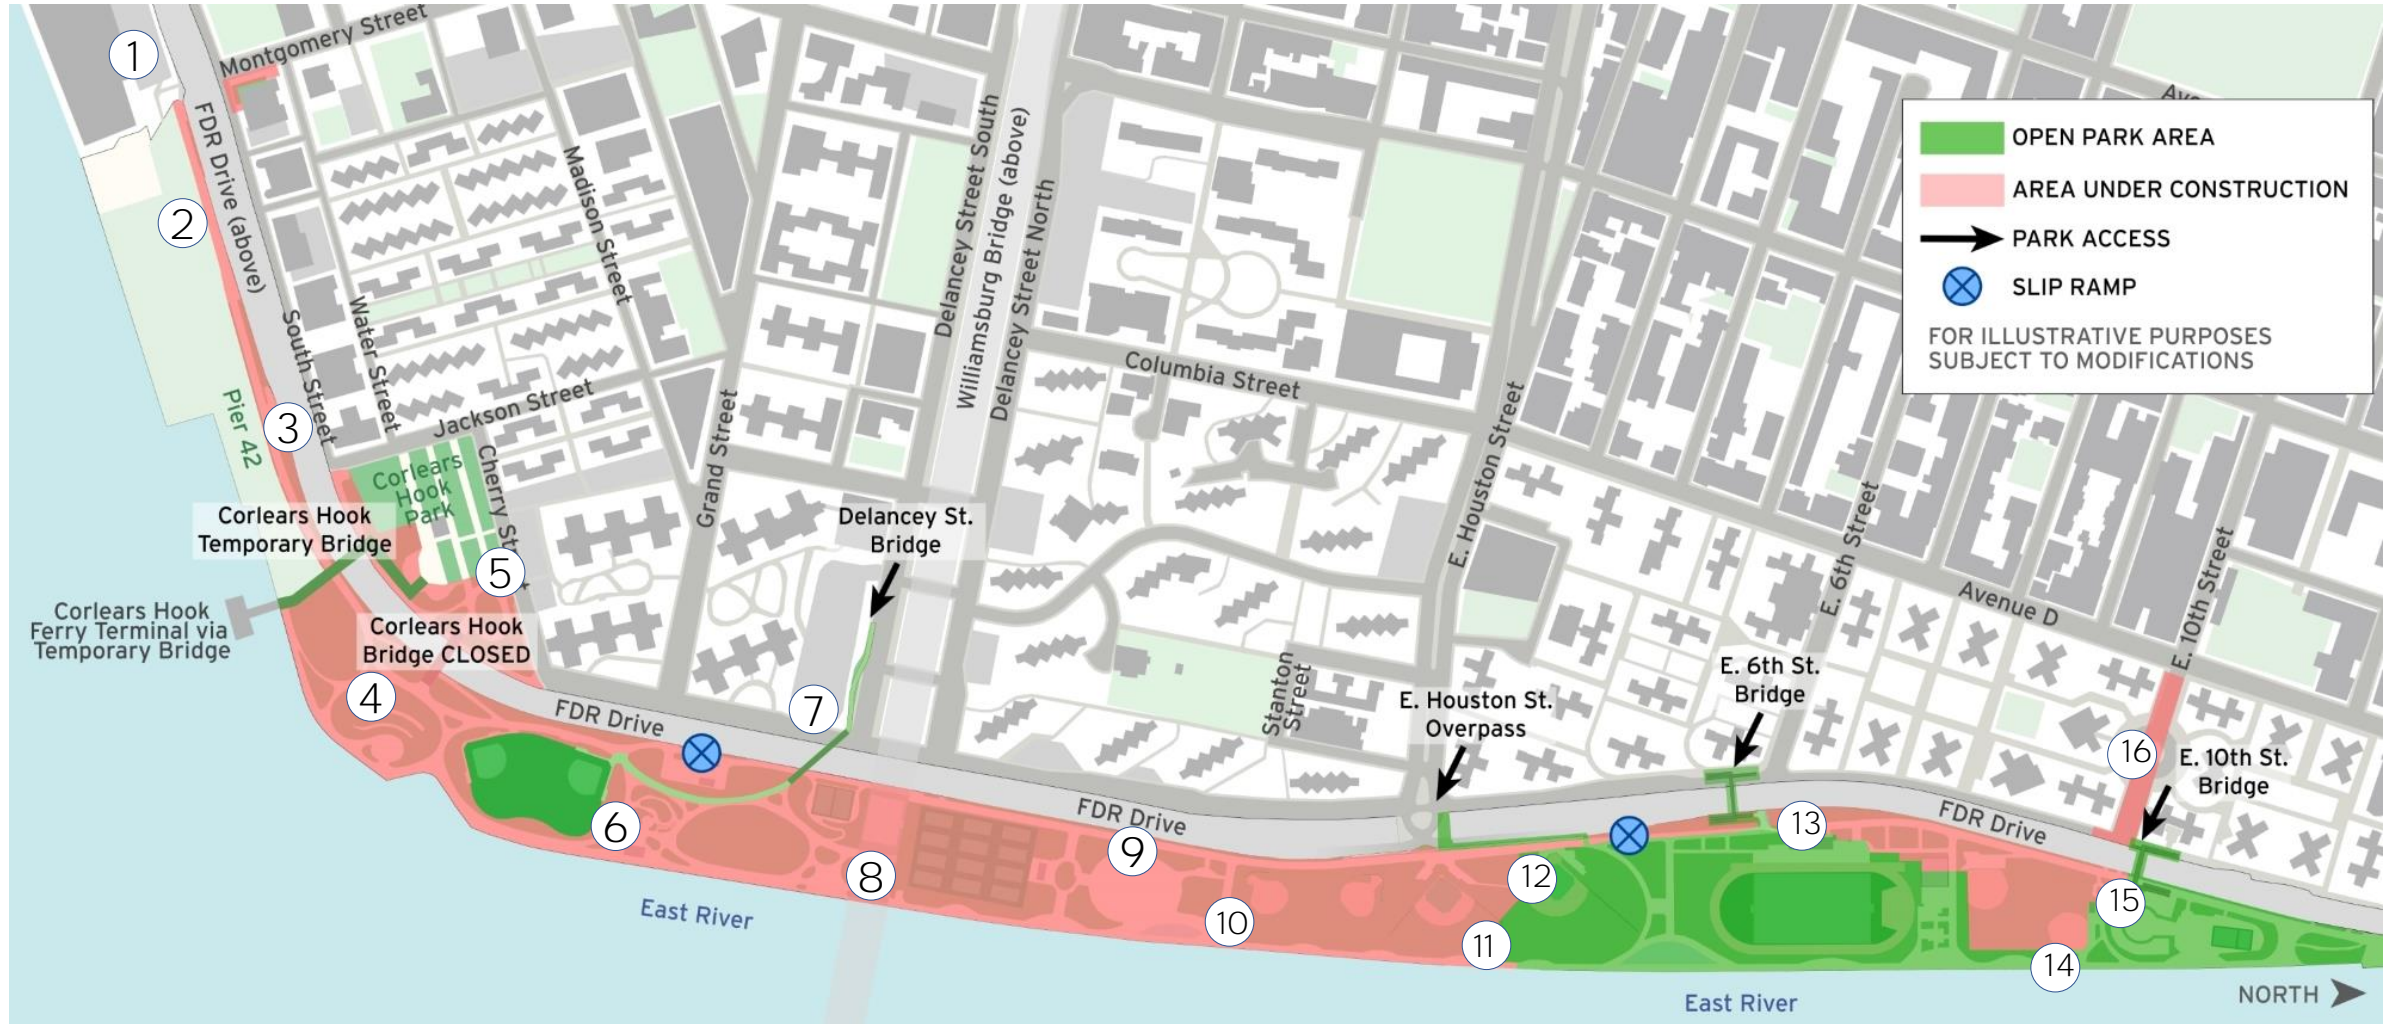 1
Montgomery Street
FDR Drive (above)
2
Madison Street
Water Street
South Street
Pier 42
3
Jackson Street
Corlears
Hook
Park
Cherry St
Grand Street
Delancey Street South
Williamsburg Bridge (above)
Delancey Street North
Columbia Street
OPEN PARK AREA
AREA UNDER CONSTRUCTION
PARK ACCESS
SLIP RAMP
FOR ILLUSTRATIVE PURPOSES
SUBJECT TO MODIFICATIONS
Corlears Hook
Temporary Bridge
Delancey St.
Bridge
5
E. Houston Street
E. 6th Street
Avenue D
E. 10th Street
Corlears Hook
Ferry Terminal via
Temporary Bridge
Corlears Hook
Bridge CLOSED
4
FDR Drive
7
Stanton
Street
E. Houston St.
Overpass
E. 6th St.
Bridge
16
E. 10th St.
Bridge
6
8
FDR Drive
9
10
11
12
13
FDR Drive
14
15
East River
East River
NORTH